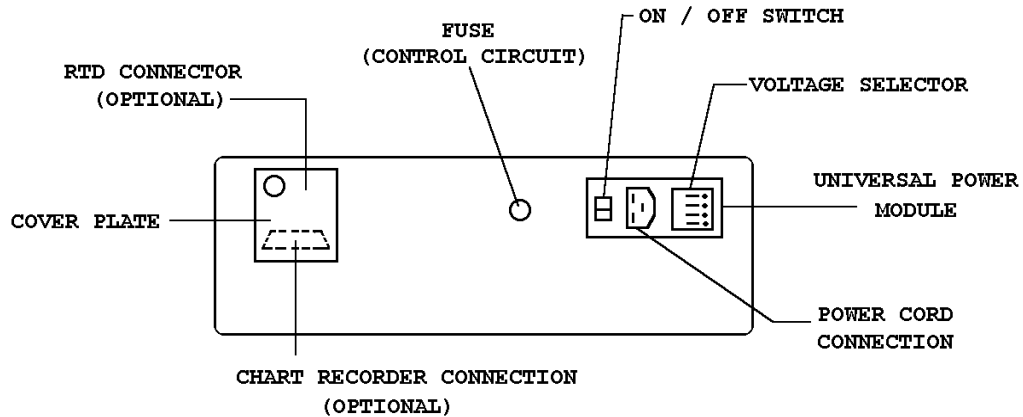 ON / OFF SWITCH
FUSE
(CONTROL CIRCUIT)
RTD CONNECTOR
(OPTIONAL)
VOLTAGE SELECTOR
UNIVERSAL POWER
MODULE
COVER PLATE
POWER CORD
CONNECTION
CHART RECORDER CONNECTION
(OPTIONAL)